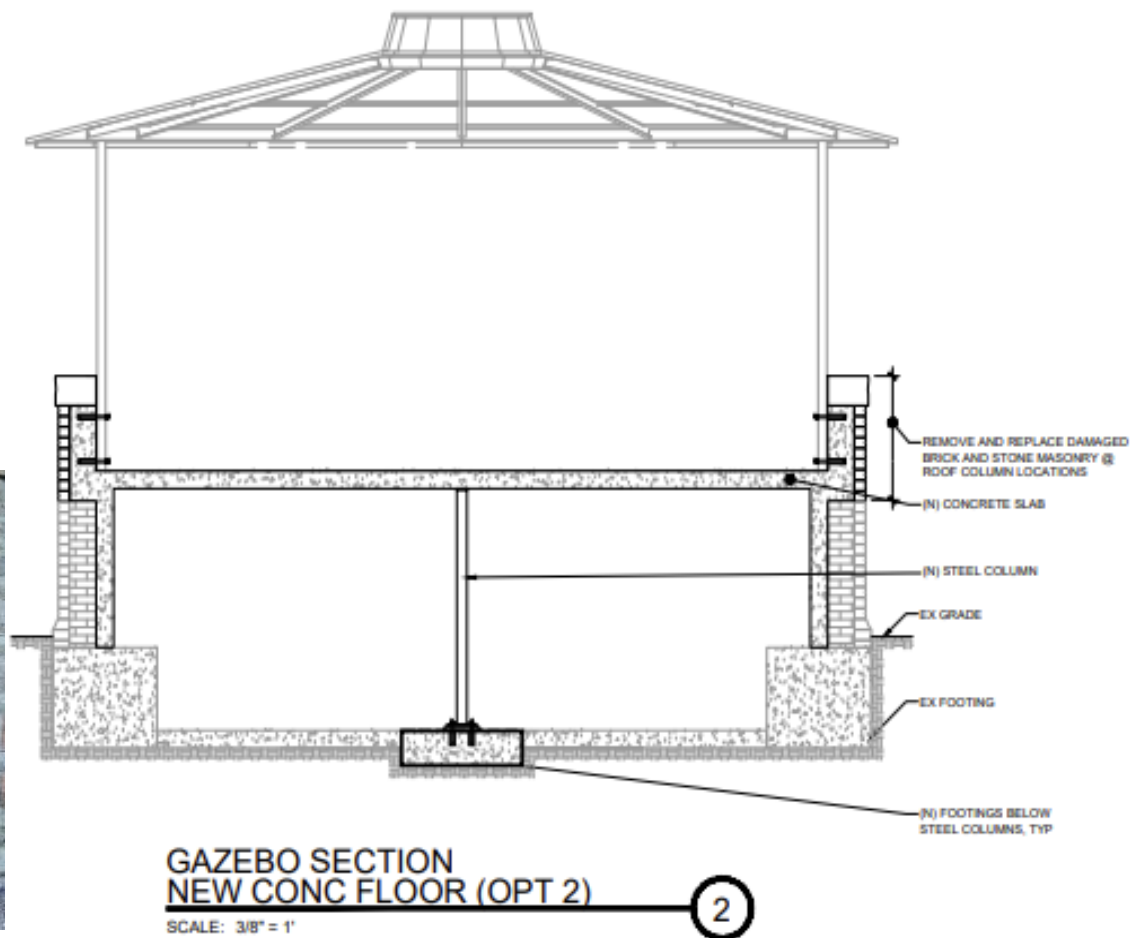 REMOVE AND REPLACE DAMAGED
BRICK AND STONE MASONRY @
ROOF COLUMN LOCATIONS
(N) CONCRETE SLAB
(N) STEEL COLUMN
EX GRADE
EX FOOTING
(N) FOOTINGS BELOW
STEEL COLUMNS, TYP
GAZEBO SECTION
NEW CONC FLOOR (OPT 2)
2
SCALE: 3/8" = 1'